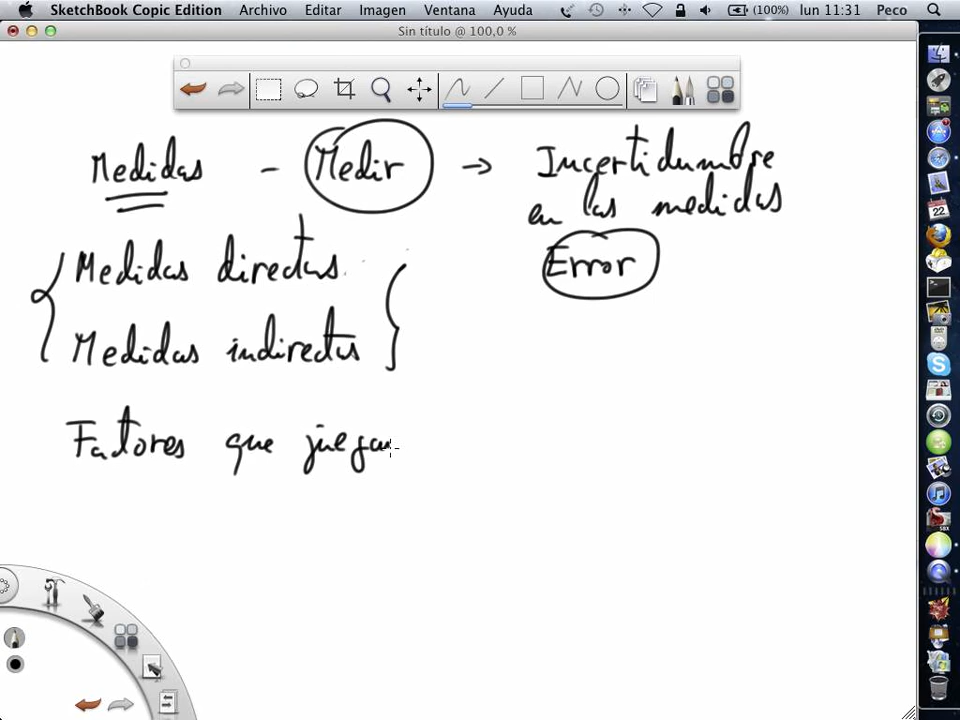 SketchBook Copic Edition Archivo Editar Imagen Ventana Ayuda (100%) lun 11:31 Peco
Sin título @ 100,0 %
Medidas - Medir → Incertidumbre
en las medidas
Error
Medidas directas
Medidas indirectas
Factores que juegan
22